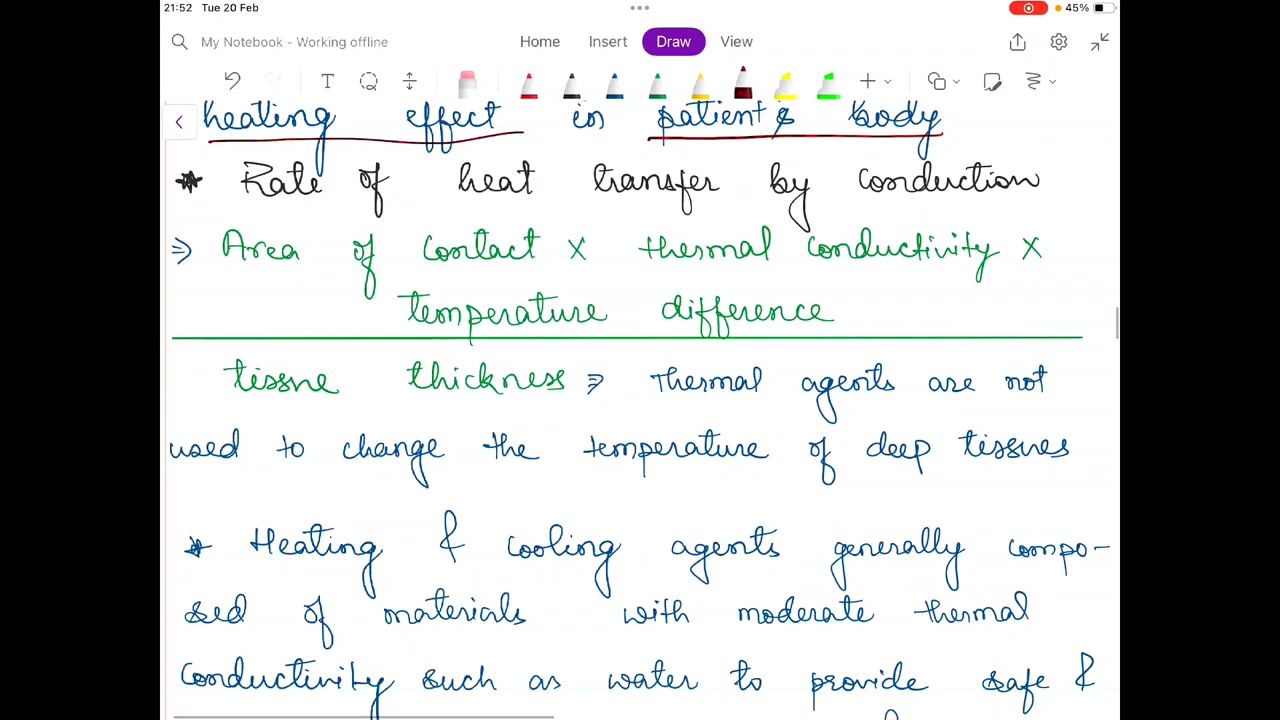 21:52 Tue 20 Feb
45%
My Notebook - Working offline
Home Insert Draw View
heating effect in patient's body
* Rate of heat transfer by conduction
⇒ Area of contact x thermal conductivity x
temperature difference
tissue thickness ⇒ Thermal agents are not
used to change the temperature of deep tissues
* Heating & cooling agents generally compo-
sed of materials with moderate thermal
conductivity such as water to provide safe &